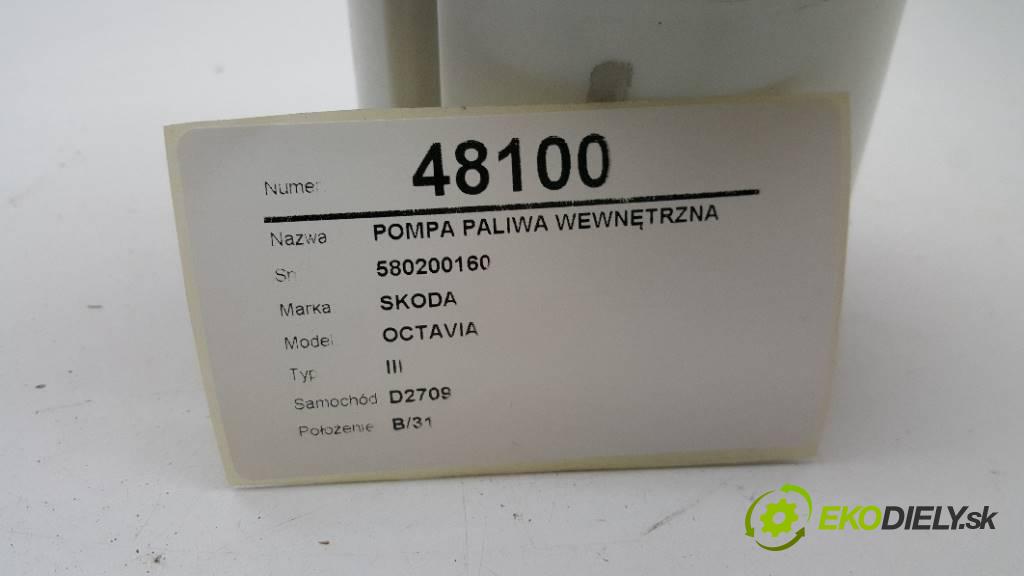 Numer 48100
Nazwa POMPA PALIWA WEWNĘTRZNA
Sn 580200160
Marka SKODA
Model OCTAVIA
Typ III
Samochód D2709
Położenie B/31
EKODIELY.sk